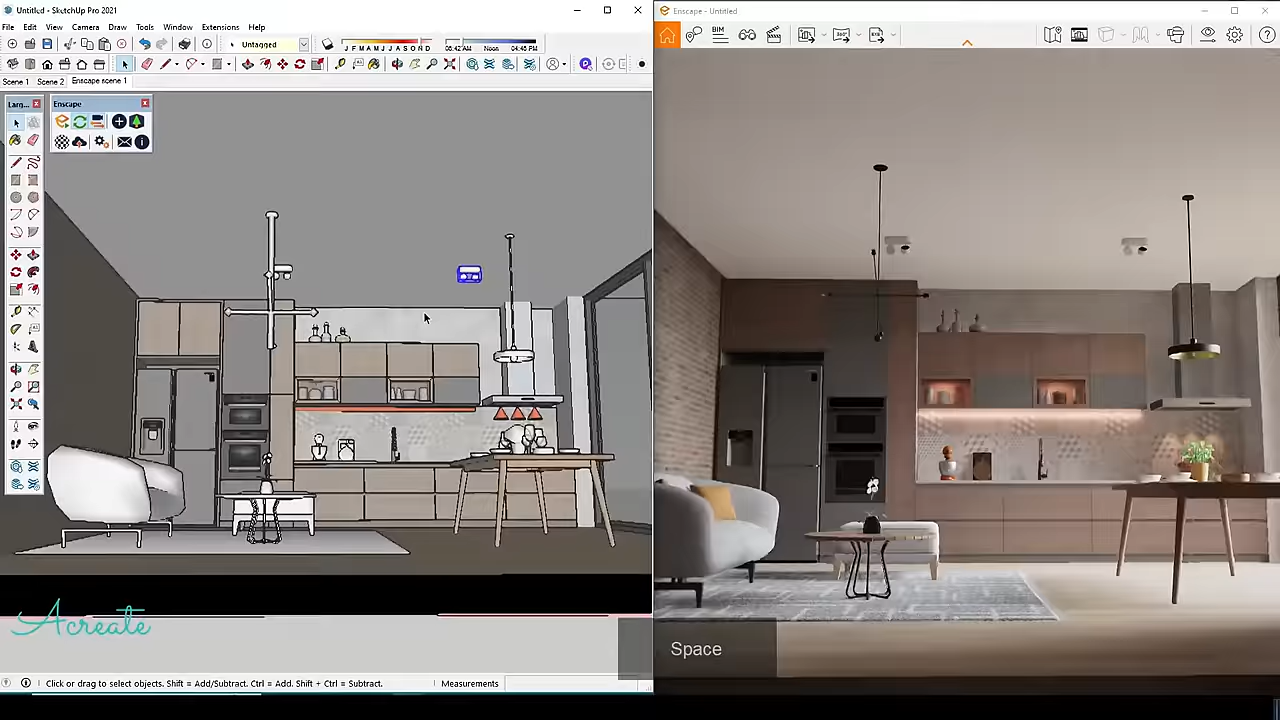 Untitled - SketchUp Pro 2021
File Edit View Camera Draw Tools Window Extensions Help
Untagged
J F M A M J J A S O N D
06:42 AM Noon 04:45 PM
Scene 1 Scene 2 Enscape scene 1
Larg...
Enscape
Acreate
Click or drag to select objects. Shift = Add/Subtract. Ctrl = Add. Shift + Ctrl = Subtract.
Measurements
Enscape - Untitled
BIM
Space